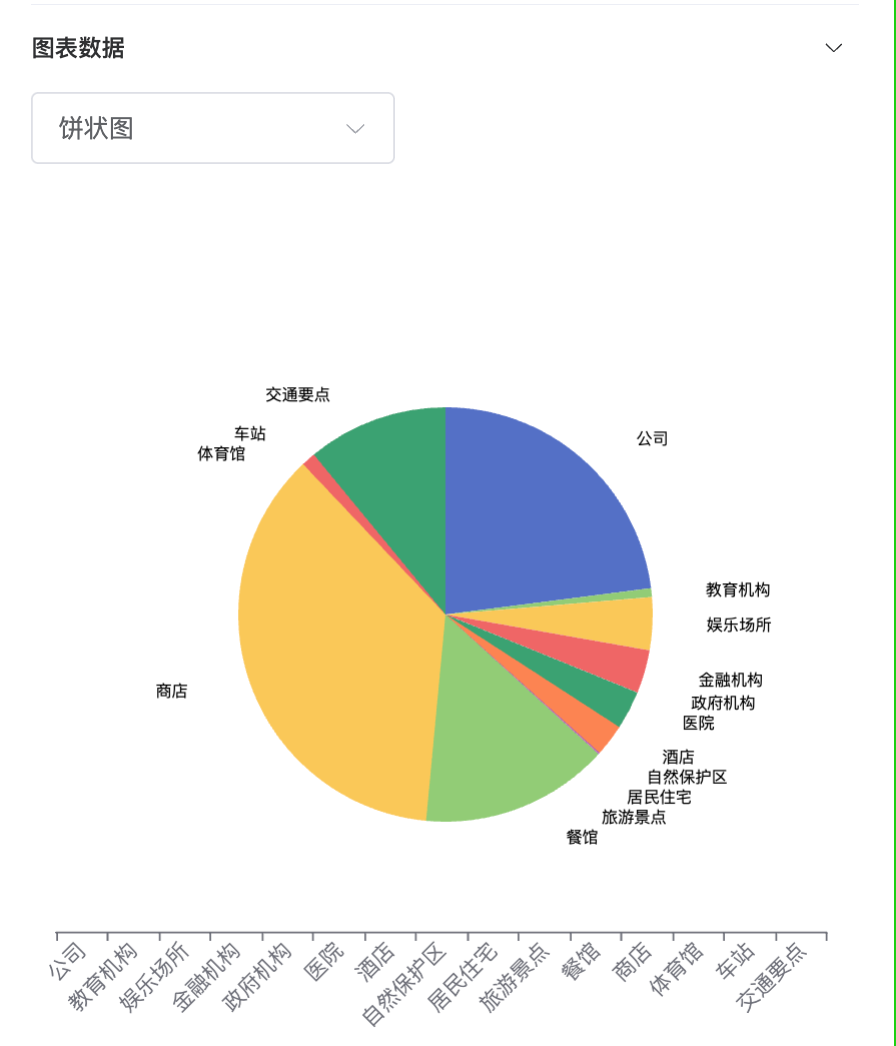 图表数据
饼状图
交通要点
车站
公司
体育馆
教育机构
娱乐场所
金融机构
商店
政府机构
医院
酒店
自然保护区
居民住宅
旅游景点
餐馆
公司
教育机构
娱乐场所
金融机构
政府机构
医院
酒店
自然保护区
居民住宅
旅游景点
餐馆
商店
体育馆
车站
交通要点